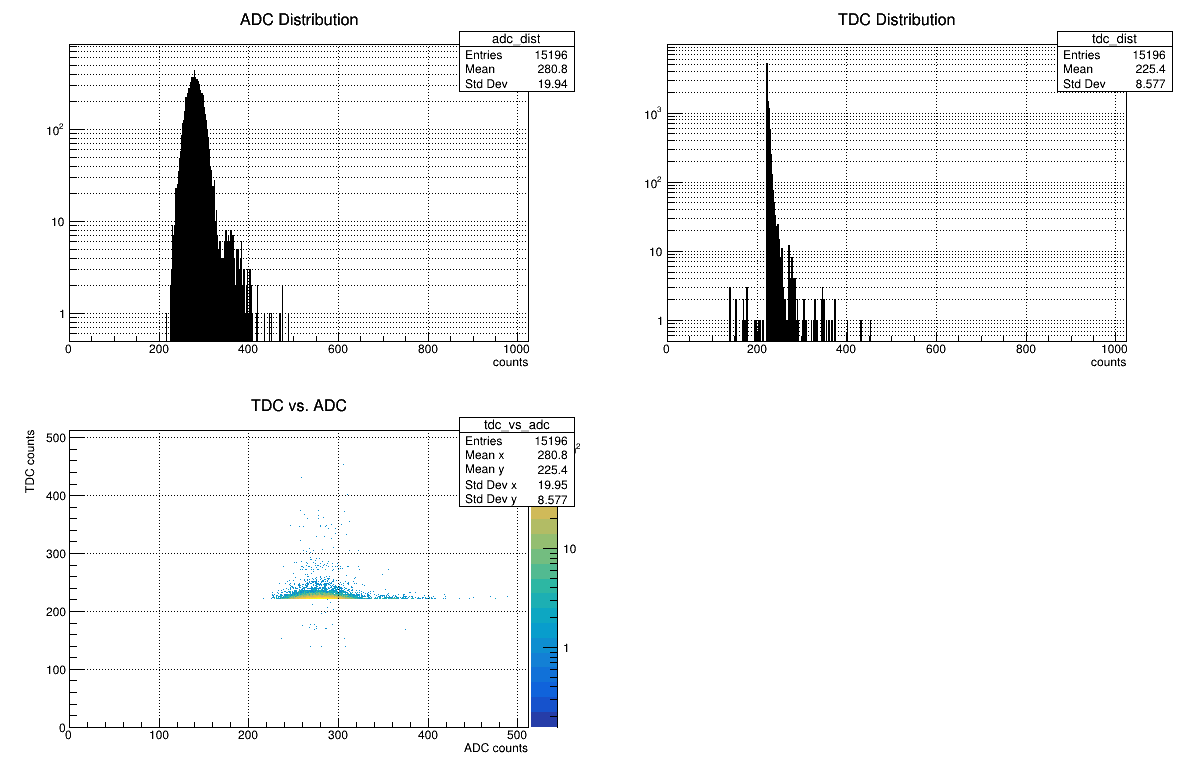 ADC Distribution
adc_dist
Entries 15196
Mean 280.8
Std Dev 19.94
10²
10
1
0 200 400 600 800 1000
counts
TDC Distribution
tdc_dist
Entries 15196
Mean 225.4
Std Dev 8.577
10³
10²
10
1
0 200 400 600 800 1000
counts
TDC vs. ADC
tdc_vs_adc
Entries 15196
Mean x 280.8
Mean y 225.4
Std Dev x 19.95
Std Dev y 8.577
TDC counts
500
400
300
200
100
0
0 100 200 300 400 500
ADC counts
2
10
1